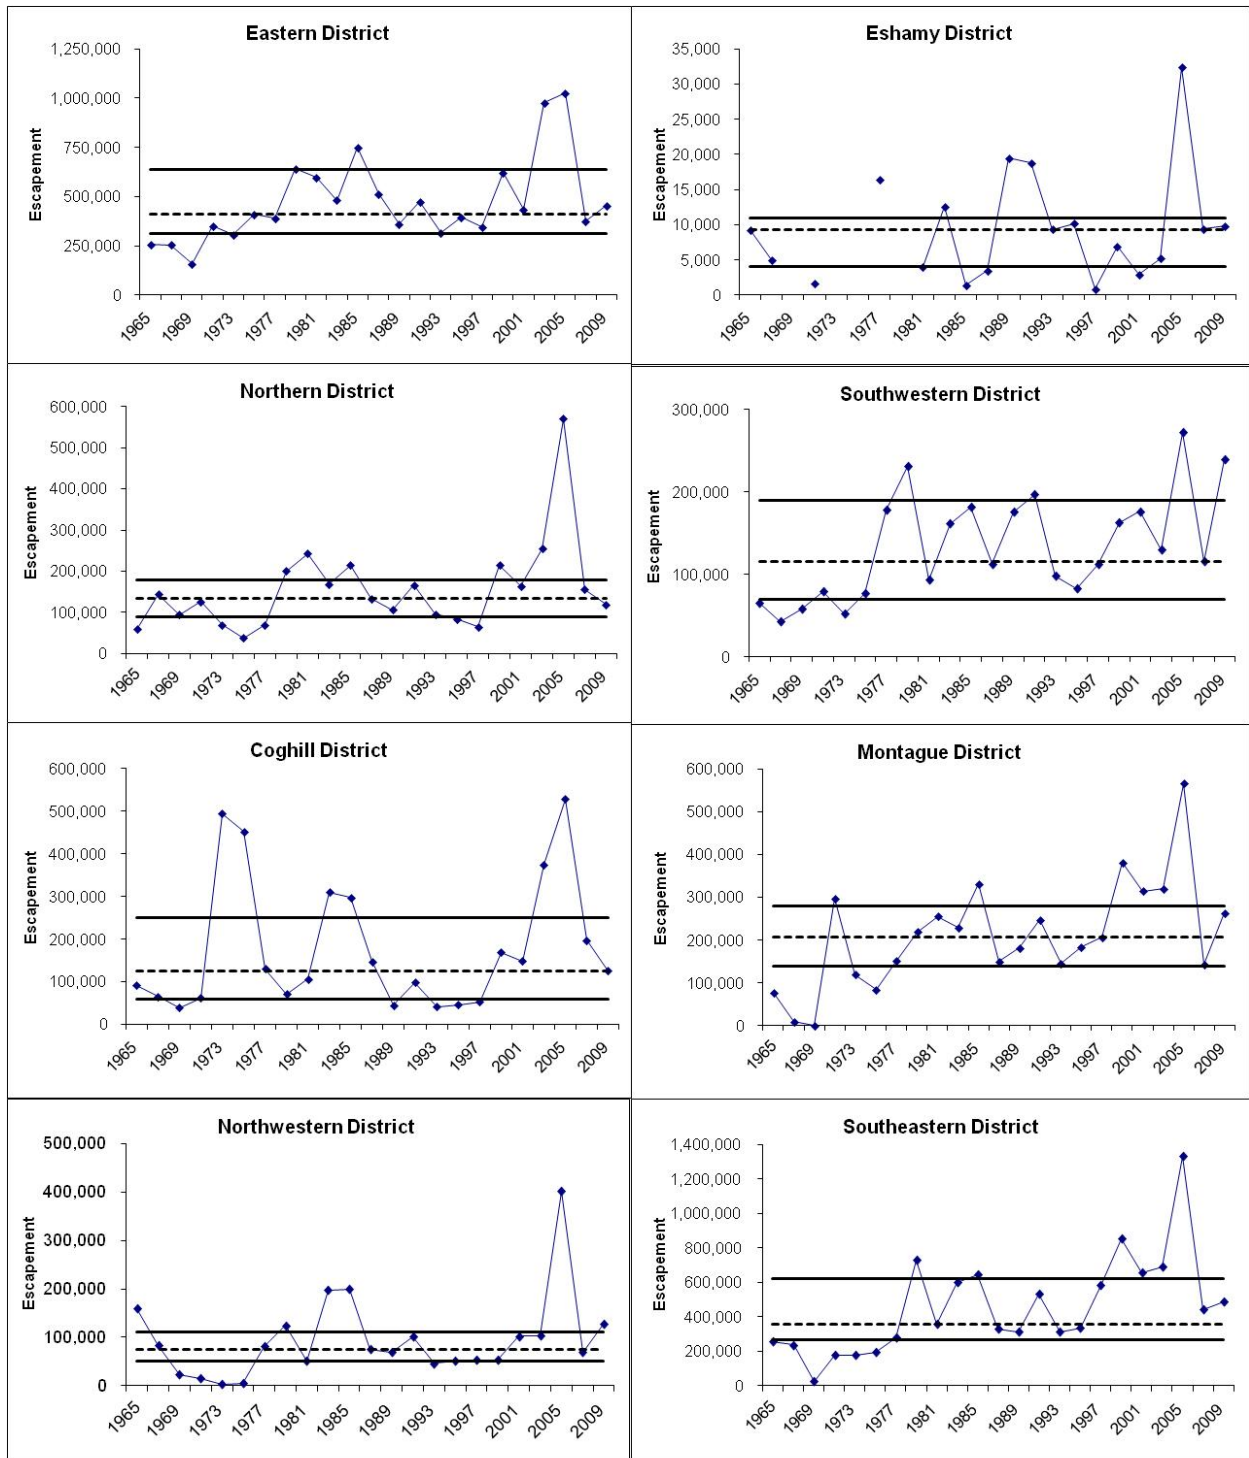 Eastern District
Escapement
1,250,000
1,000,000
750,000
500,000
250,000
0
1965 1969 1973 1977 1981 1985 1989 1993 1997 2001 2005 2009
Eshamy District
Escapement
35,000
30,000
25,000
20,000
15,000
10,000
5,000
0
1965 1969 1973 1977 1981 1985 1989 1993 1997 2001 2005 2009
Northern District
Escapement
600,000
500,000
400,000
300,000
200,000
100,000
0
1965 1969 1973 1977 1981 1985 1989 1993 1997 2001 2005 2009
Southwestern District
Escapement
300,000
200,000
100,000
0
1965 1969 1973 1977 1981 1985 1989 1993 1997 2001 2005 2009
Coghill District
Escapement
600,000
500,000
400,000
300,000
200,000
100,000
0
1965 1969 1973 1977 1981 1985 1989 1993 1997 2001 2005 2009
Montague District
Escapement
600,000
500,000
400,000
300,000
200,000
100,000
0
1965 1969 1973 1977 1981 1985 1989 1993 1997 2001 2005 2009
Northwestern District
Escapement
500,000
400,000
300,000
200,000
100,000
0
1965 1969 1973 1977 1981 1985 1989 1993 1997 2001 2005 2009
Southeastern District
Escapement
1,400,000
1,200,000
1,000,000
800,000
600,000
400,000
200,000
0
1965 1969 1973 1977 1981 1985 1989 1993 1997 2001 2005 2009